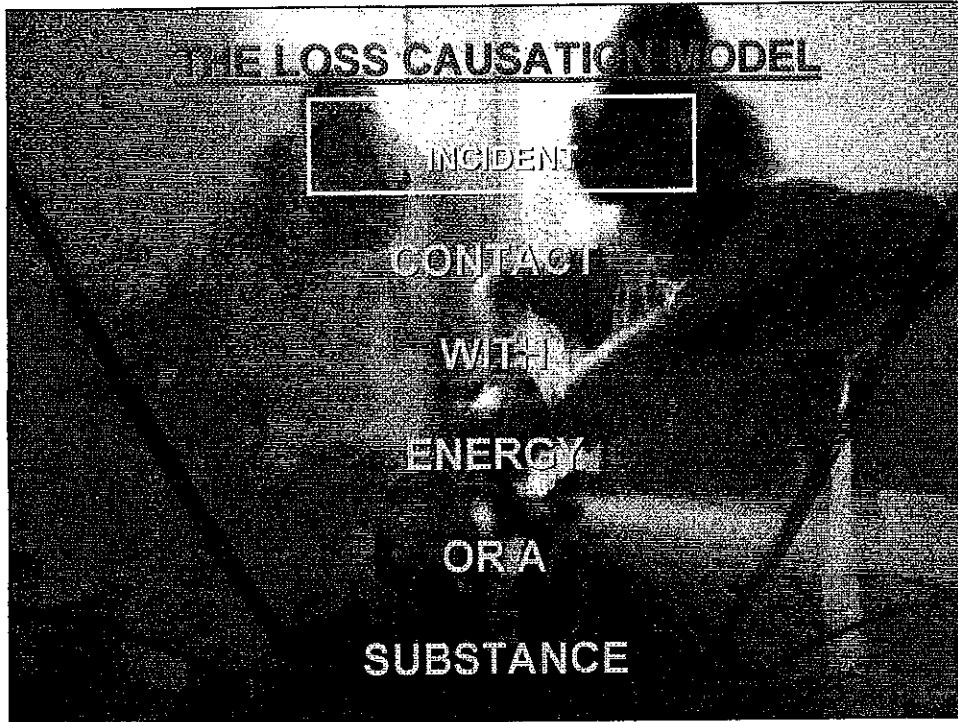 THE LOSS CAUSATION MODEL
INCIDENT
CONTACT
WITH
ENERGY
OR A
SUBSTANCE